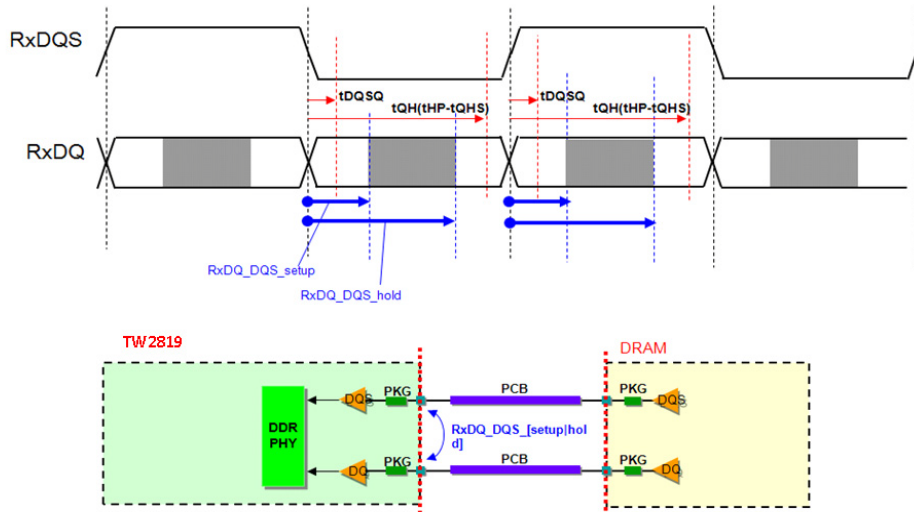 RxDQS
tDQSQ
tDQSQ
tQH(tHP-tQHS)
tQH(tHP-tQHS)
RxDQ
RxDQ_DQS_setup
RxDQ_DQS_hold
TW2819
DRAM
DQS
PKG
PCB
PKG
DQS
DDR
PHY
RxDQ_DQS_[setup|hol
d]
DQ
PKG
PCB
PKG
DQ